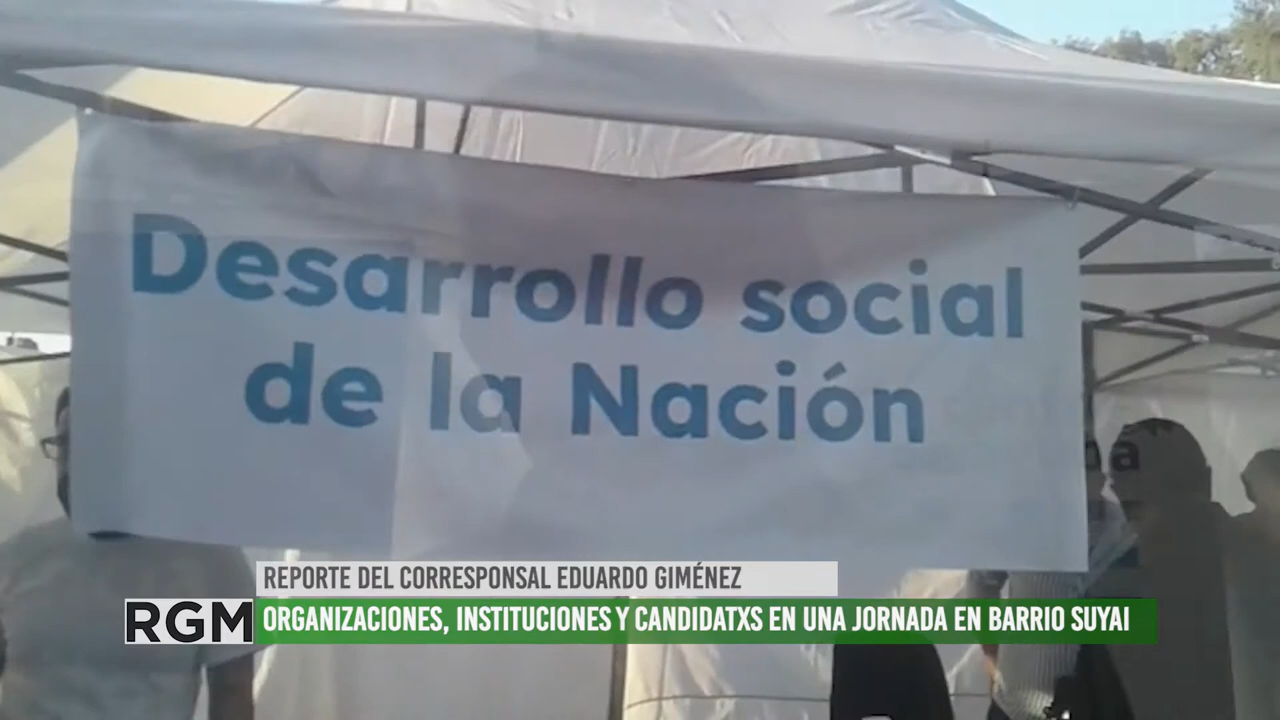 Desarrollo social
de la Nación
REPORTE DEL CORRESPONSAL EDUARDO GIMÉNEZ
RGM
ORGANIZACIONES, INSTITUCIONES Y CANDIDATXS EN UNA JORNADA EN BARRIO SUYAI